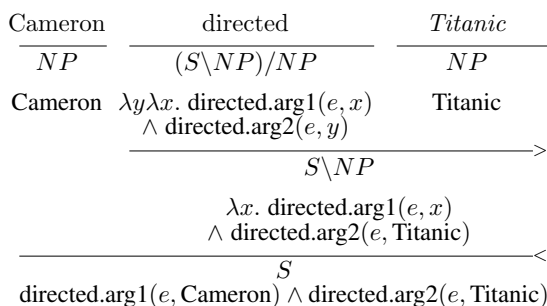 Cameron directed Titanic
NP (S\NP)/NP NP
Cameron λyλx. directed.arg1(e, x) Titanic
∧ directed.arg2(e, y)
>
S\NP
λx. directed.arg1(e, x)
∧ directed.arg2(e, Titanic)
<
S
directed.arg1(e, Cameron) ∧ directed.arg2(e, Titanic)